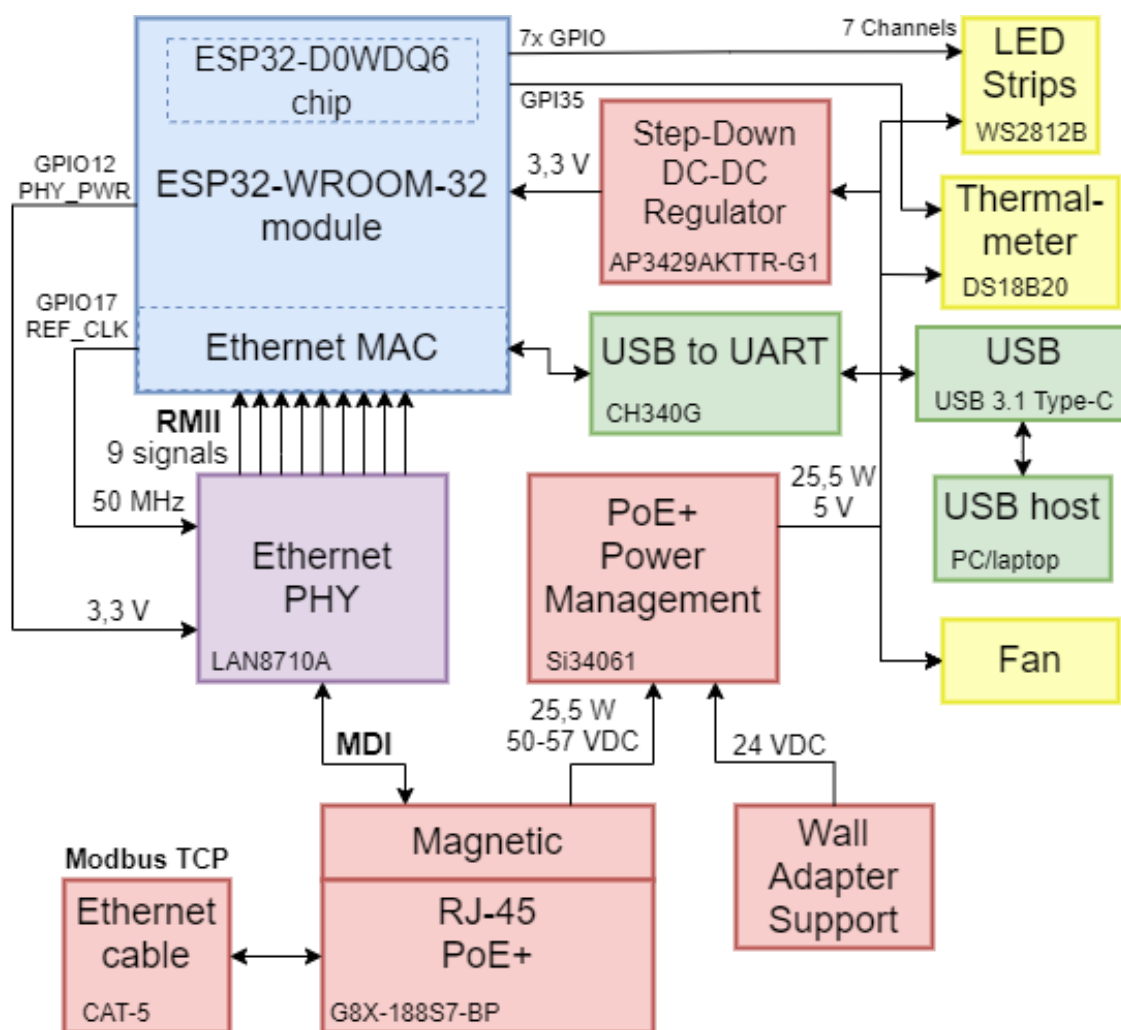 ESP32-D0WDQ6
chip
ESP32-WROOM-32
module
Ethernet MAC
7x GPIO
7 Channels
GPI35
LED
Strips
WS2812B
Step-Down
DC-DC
Regulator
AP3429AKTTR-G1
3,3 V
Thermal-
meter
DS18B20
GPIO12
PHY_PWR
GPIO17
REF_CLK
USB to UART
CH340G
USB
USB 3.1 Type-C
USB host
PC/laptop
RMII
9 signals
50 MHz
3,3 V
Ethernet
PHY
LAN8710A
PoE+
Power
Management
Si34061
25,5 W
5 V
Fan
MDI
25,5 W
50-57 VDC
24 VDC
Magnetic
RJ-45
PoE+
G8X-188S7-BP
Wall
Adapter
Support
Modbus TCP
Ethernet
cable
CAT-5